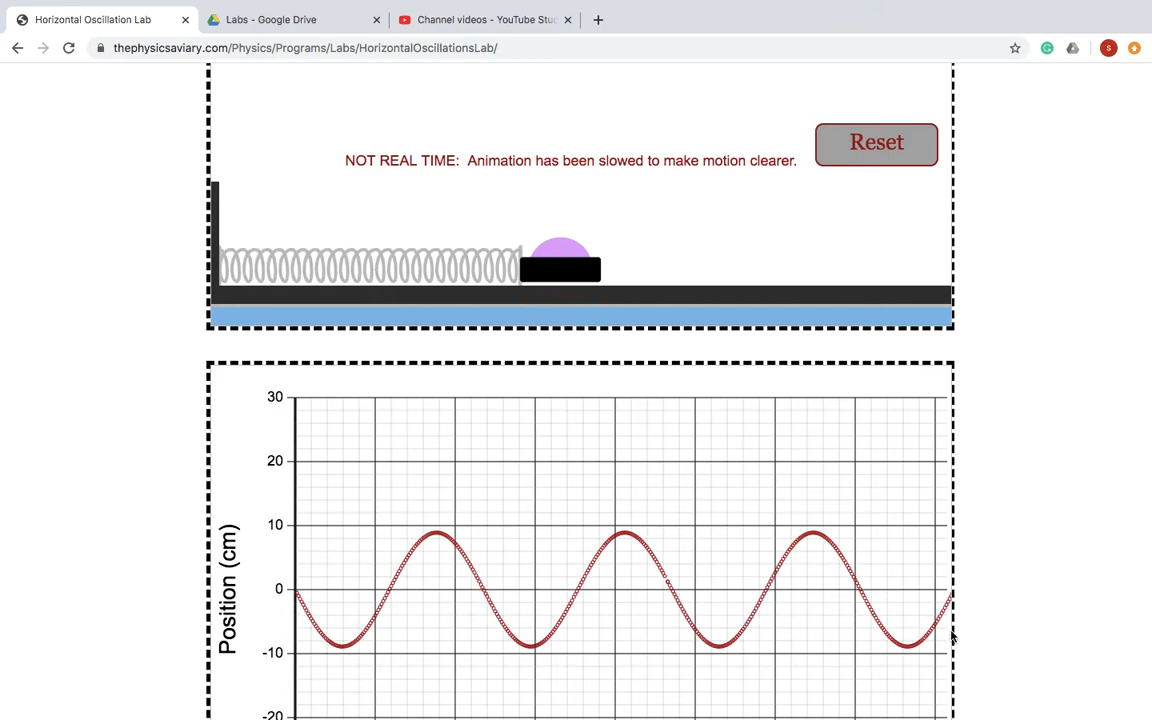 Horizontal Oscillation Lab
Labs - Google Drive
Channel videos - YouTube Stu
thephysicsaviary.com/Physics/Programs/Labs/HorizontalOscillationsLab/
S
Reset
NOT REAL TIME: Animation has been slowed to make motion clearer.
30
20
10
0
-10
-20
Position (cm)